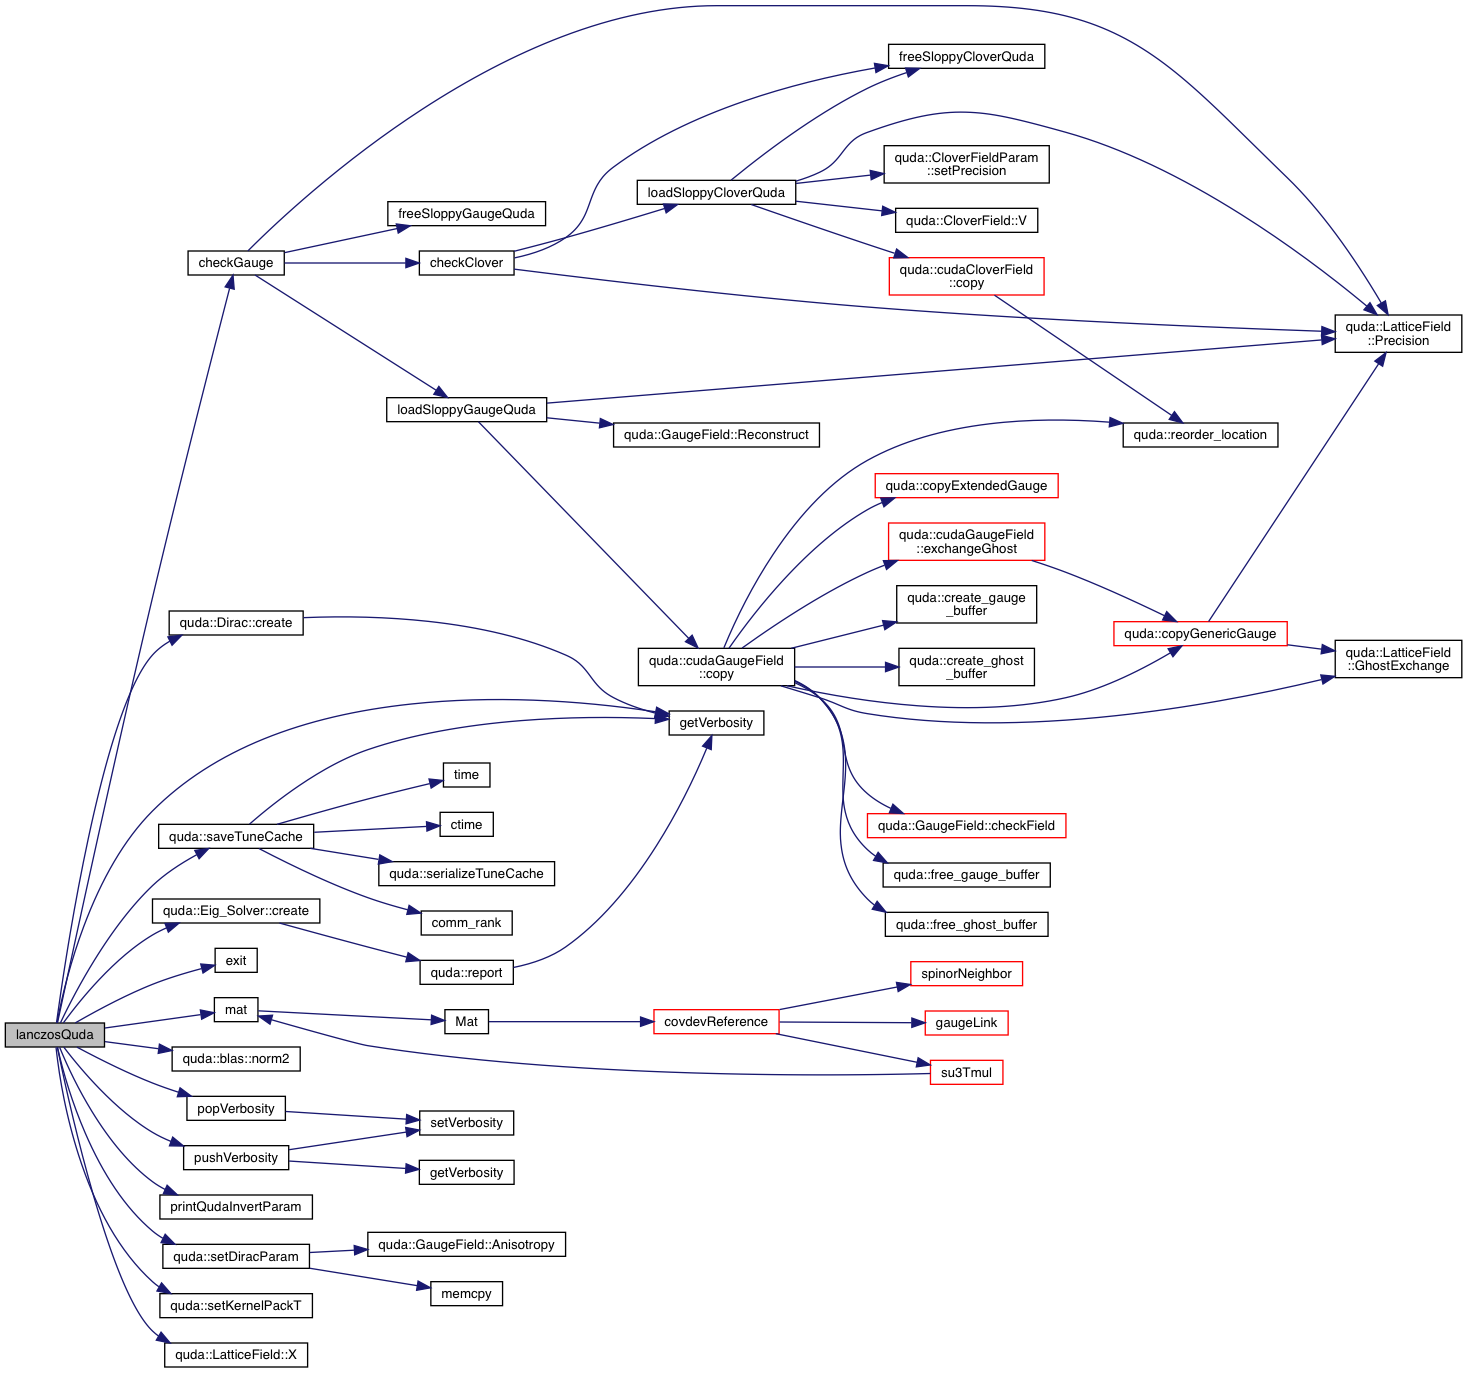 freeSloppyCloverQuda
quda::CloverFieldParam
::setPrecision
loadSloppyCloverQuda
freeSloppyGaugeQuda
quda::CloverField::V
checkGauge
checkClover
quda::cudaCloverField
::copy
quda::LatticeField
::Precision
loadSloppyGaugeQuda
quda::GaugeField::Reconstruct
quda::reorder_location
quda::copyExtendedGauge
quda::cudaGaugeField
::exchangeGhost
quda::create_gauge
_buffer
quda::Dirac::create
quda::copyGenericGauge
quda::cudaGaugeField
::copy
quda::create_ghost
_buffer
quda::LatticeField
::GhostExchange
getVerbosity
time
quda::saveTuneCache
ctime
quda::GaugeField::checkField
quda::serializeTuneCache
quda::free_gauge_buffer
quda::Eig_Solver::create
comm_rank
quda::free_ghost_buffer
exit
quda::report
spinorNeighbor
mat
Mat
covdevReference
gaugeLink
lanczosQuda
quda::blas::norm2
su3Tmul
popVerbosity
setVerbosity
pushVerbosity
getVerbosity
printQudaInvertParam
quda::setDiracParam
quda::GaugeField::Anisotropy
memcpy
quda::setKernelPackT
quda::LatticeField::X